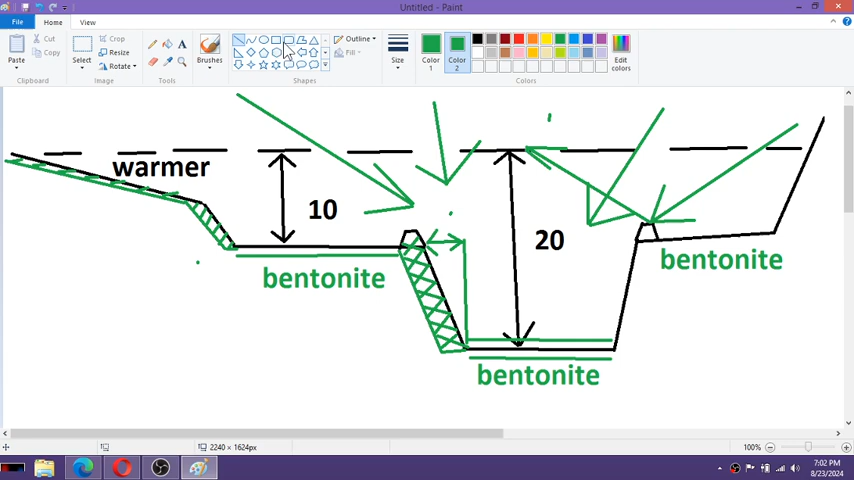 Untitled - Paint
File Home View
Paste
Cut
Copy
Clipboard
Select
Crop
Resize
Rotate
Image
Tools
Brushes
Shapes
Outline
Fill
Size
Color 1
Color 2
Colors
Edit colors
warmer
10
20
bentonite
bentonite
bentonite
2240 × 1624px
100%
7:02 PM
8/23/2024